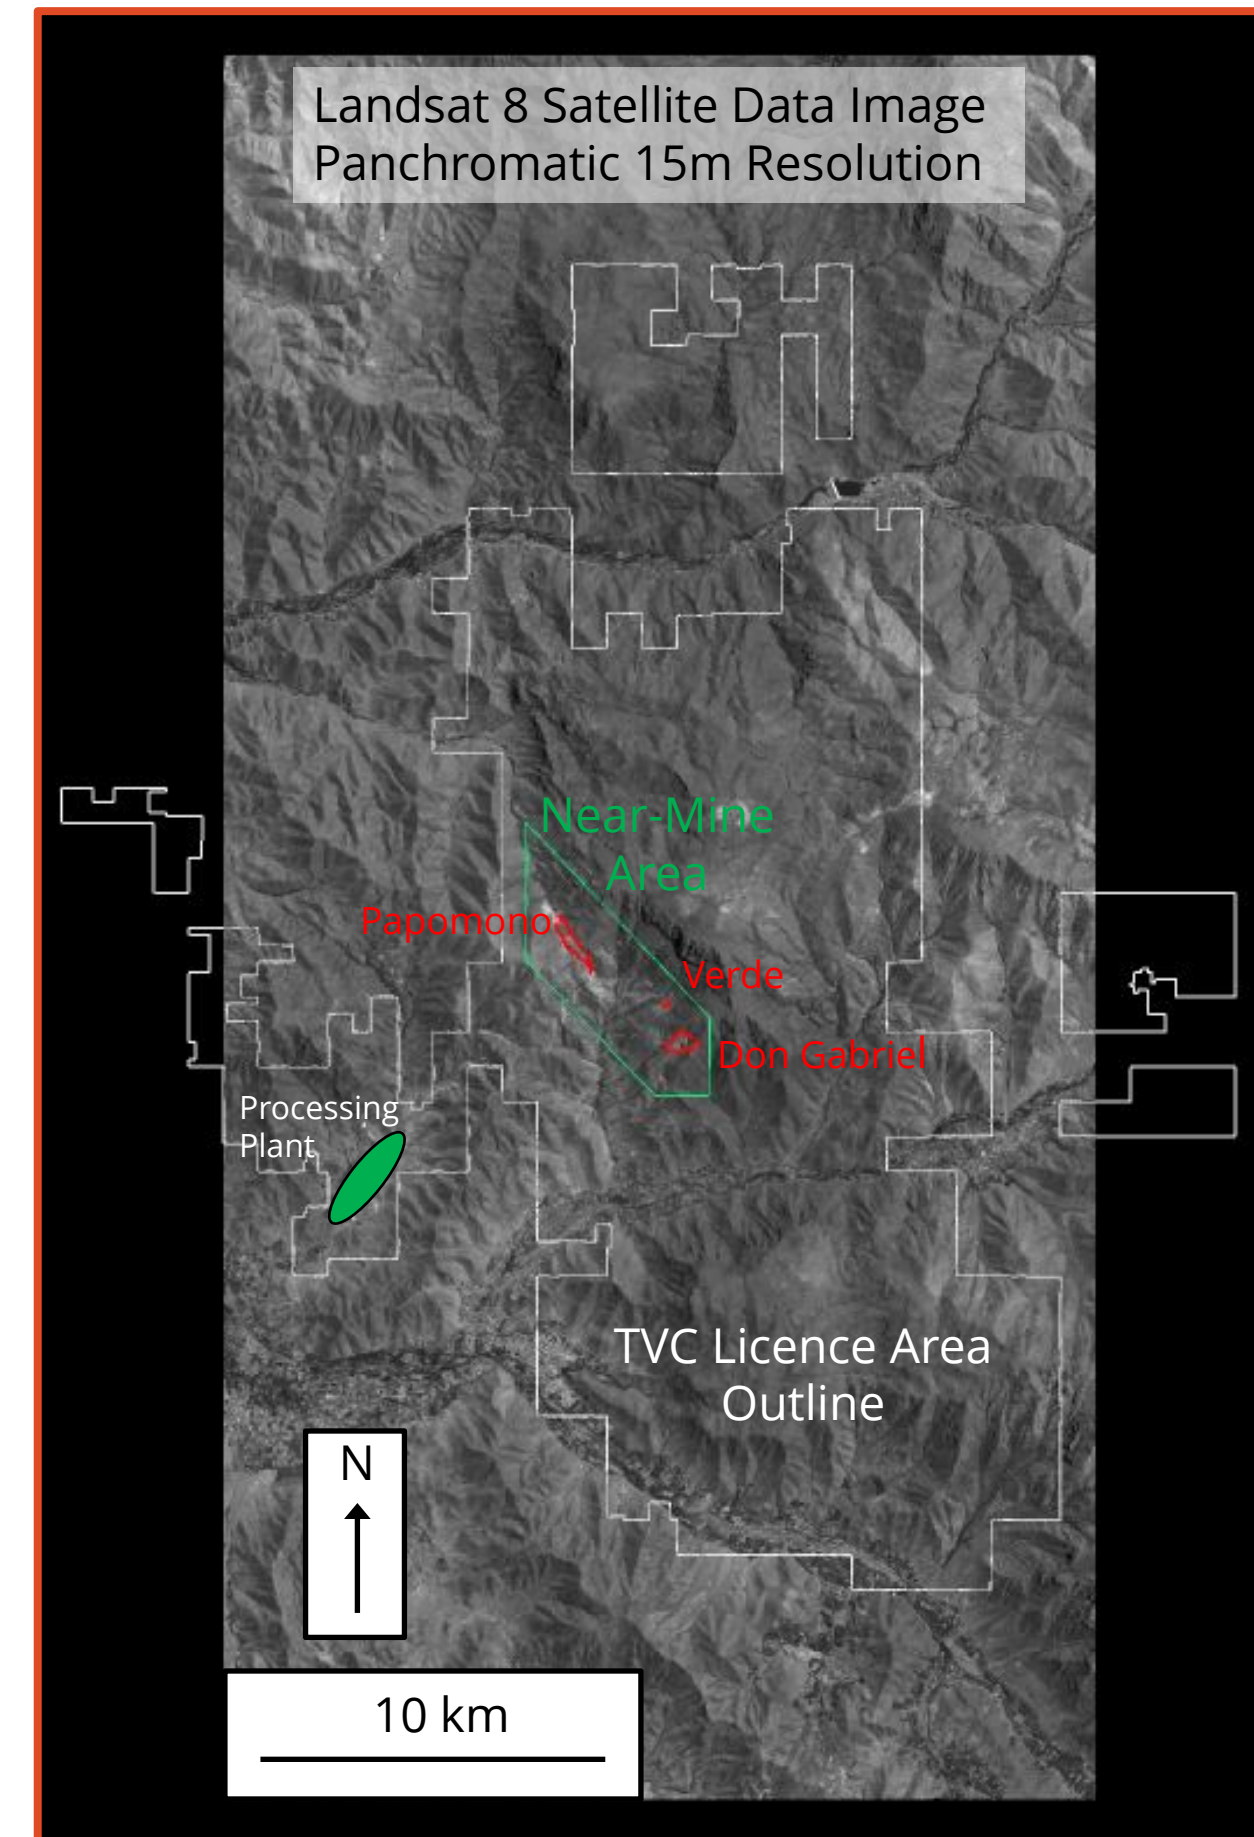 Landsat 8 Satellite Data Image
Panchromatic 15m Resolution
Near-Mine
Area
Papomono
Verde
Don Gabriel
Processing
Plant
TVC Licence Area
Outline
N
10 km